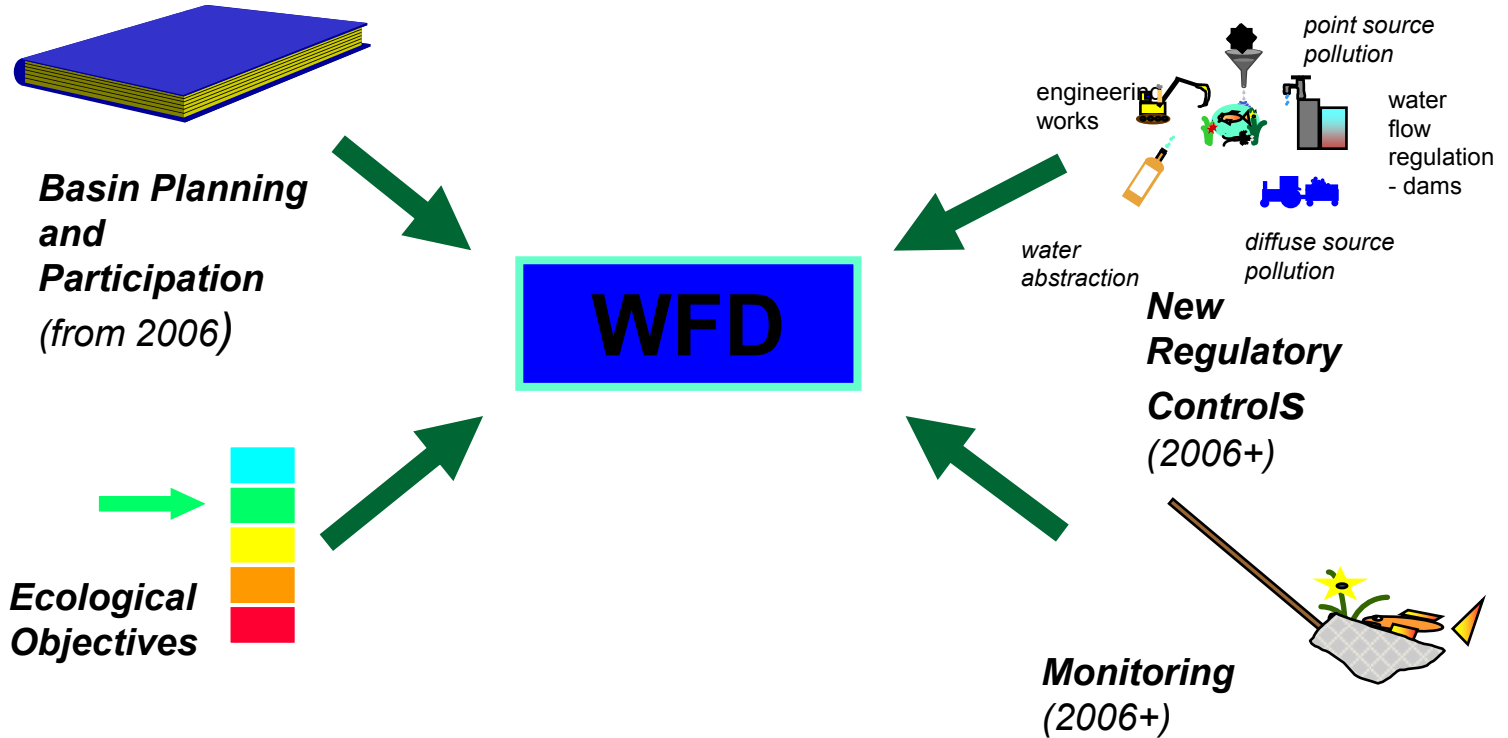 Basin Planning
and
Participation
(from 2006)
WFD
point source
pollution
engineering
works
water
flow
regulation
- dams
water
abstraction
diffuse source
pollution
New
Regulatory
Controls
(2006+)
Ecological
Objectives
Monitoring
(2006+)